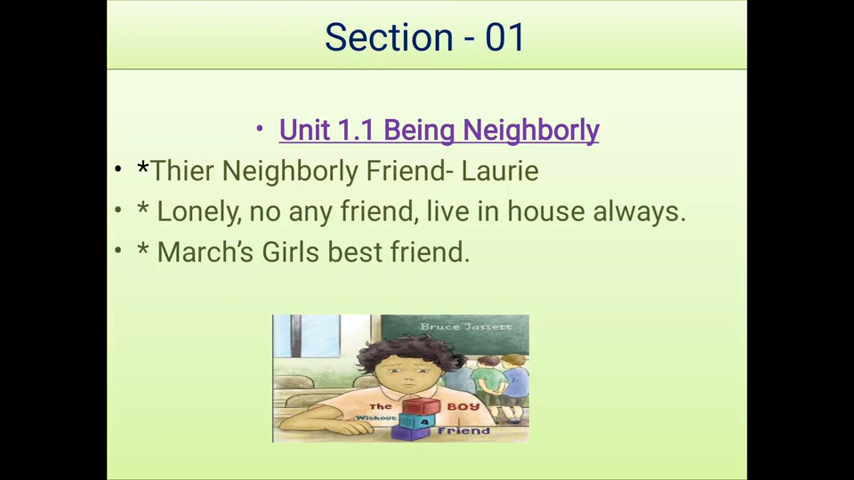 Section - 01
• Unit 1.1 Being Neighborly
• *Thier Neighborly Friend- Laurie
• * Lonely, no any friend, live in house always.
• * March's Girls best friend.
Bruce Jassett
The BOY
Without a
Friend